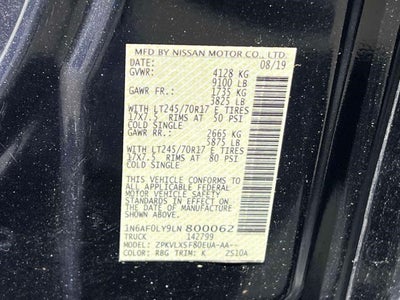 MFD BY NISSAN MOTOR CO., LTD.
DATE: 08/19
GVWR: 4128 KG
9100 LB
GAWR FR.: 1735 KG
3825 LB
WITH LT245/70R17 E TIRES
17X7.5 RIMS AT 50 PSI
COLD SINGLE
GAWR RR.: 2665 KG
5875 LB
WITH LT245/70R17 E TIRES
17X7.5 RIMS AT 80 PSI
COLD SINGLE
THIS VEHICLE CONFORMS TO ALL
APPLICABLE FEDERAL MOTOR
VEHICLE SAFETY STANDARDS IN
EFFECT ON THE DATE OF
MANUFACTURE SHOWN ABOVE.
1N6AF0LY9LN 800062
TRUCK 142799
MODEL: ZPKVLXSF80EUA-AA--
COLOR: RBG TRIM: K 2510A